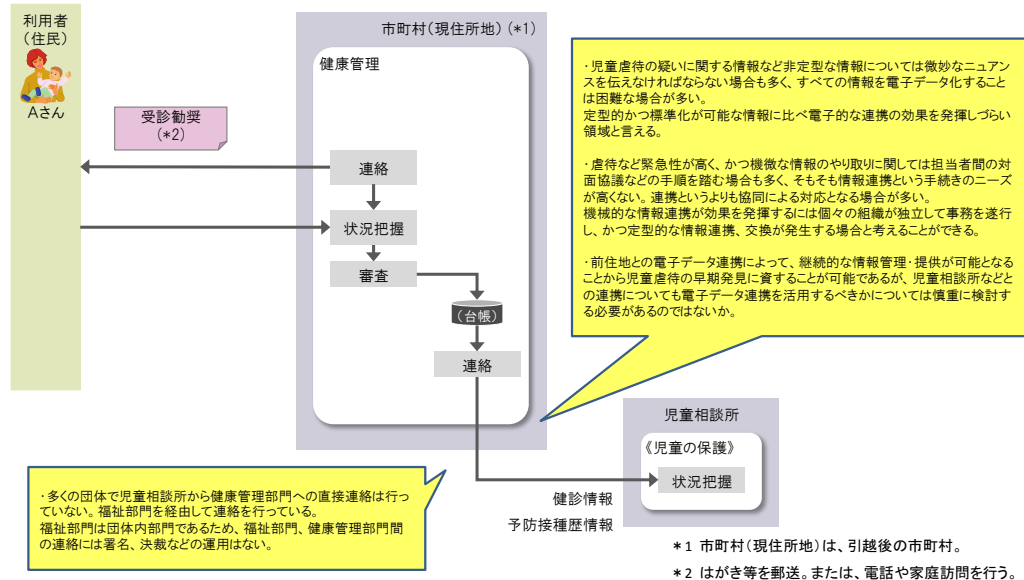 利用者
（住民）
Aさん
受診勧奨
(*2)
市町村（現住所地）(*1)
健康管理
連絡
状況把握
審査
（台帳）
連絡
・児童虐待の疑いに関する情報など非定型な情報については微妙なニュアン
スを伝えなければならない場合も多く、すべての情報を電子データ化すること
は困難な場合が多い。
定型的かつ標準化が可能な情報に比べ電子的な連携の効果を発揮しづらい
領域と言える。
・虐待など緊急性が高く、かつ機微な情報のやり取りに関しては担当者間の対
面協議などの手順を踏む場合も多く、そもそも情報連携という手続きのニーズ
が高くない。連携というよりも協同による対応となる場合が多い。
機械的な情報連携が効果を発揮するには個々の組織が独立して事務を遂行
し、かつ定型的な情報連携、交換が発生する場合と考えることができる。
・前住地との電子データ連携によって、継続的な情報管理・提供が可能となる
ことから児童虐待の早期発見に資することが可能であるが、児童相談所などと
の連携についても電子データ連携を活用するべきかについては慎重に検討す
る必要があるのではないか。
児童相談所
《児童の保護》
状況把握
健診情報
予防接種歴情報
・多くの団体で児童相談所から健康管理部門への直接連絡は行っ
ていない。福祉部門を経由して連絡を行っている。
福祉部門は団体内部門であるため、福祉部門、健康管理部門間
の連絡には署名、決裁などの運用はない。
＊1 市町村（現住所地）は、引越後の市町村。
＊2 はがき等を郵送。または、電話や家庭訪問を行う。